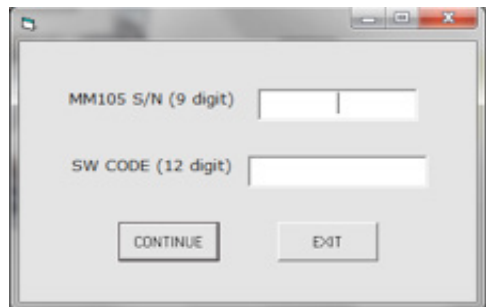 MM105 S/N (9 digit)
SW CODE (12 digit)
CONTINUE EXIT